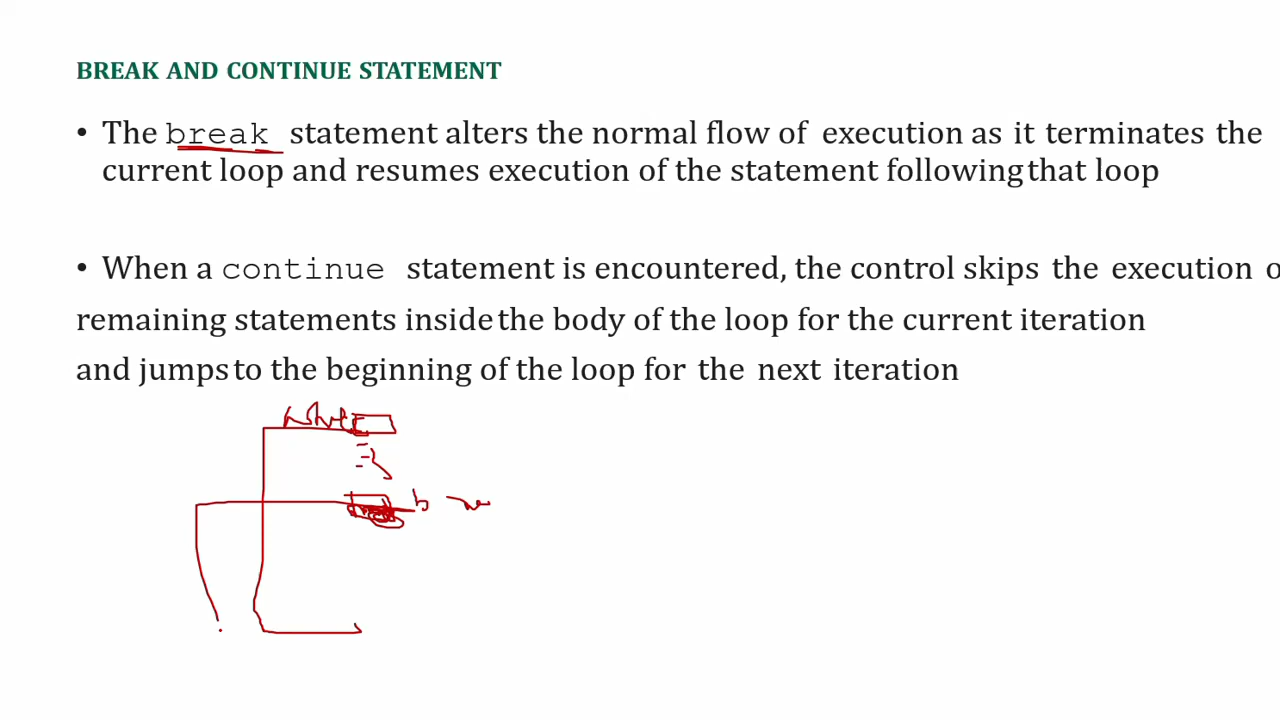 BREAK AND CONTINUE STATEMENT
• The break statement alters the normal flow of execution as it terminates the
current loop and resumes execution of the statement following that loop
• When a continue statement is encountered, the control skips the execution o
remaining statements inside the body of the loop for the current iteration
and jumps to the beginning of the loop for the next iteration
while